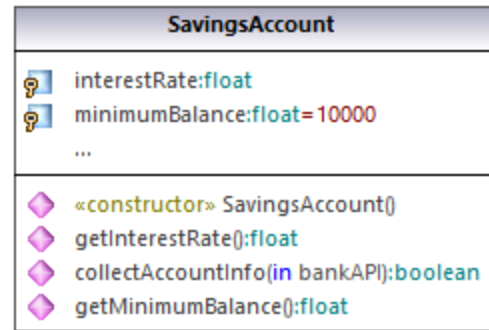 SavingsAccount
interestRate:float
minimumBalance:float=10000
...
«constructor» SavingsAccount()
getInterestRate():float
collectAccountInfo(in bankAPI):boolean
getMinimumBalance():float